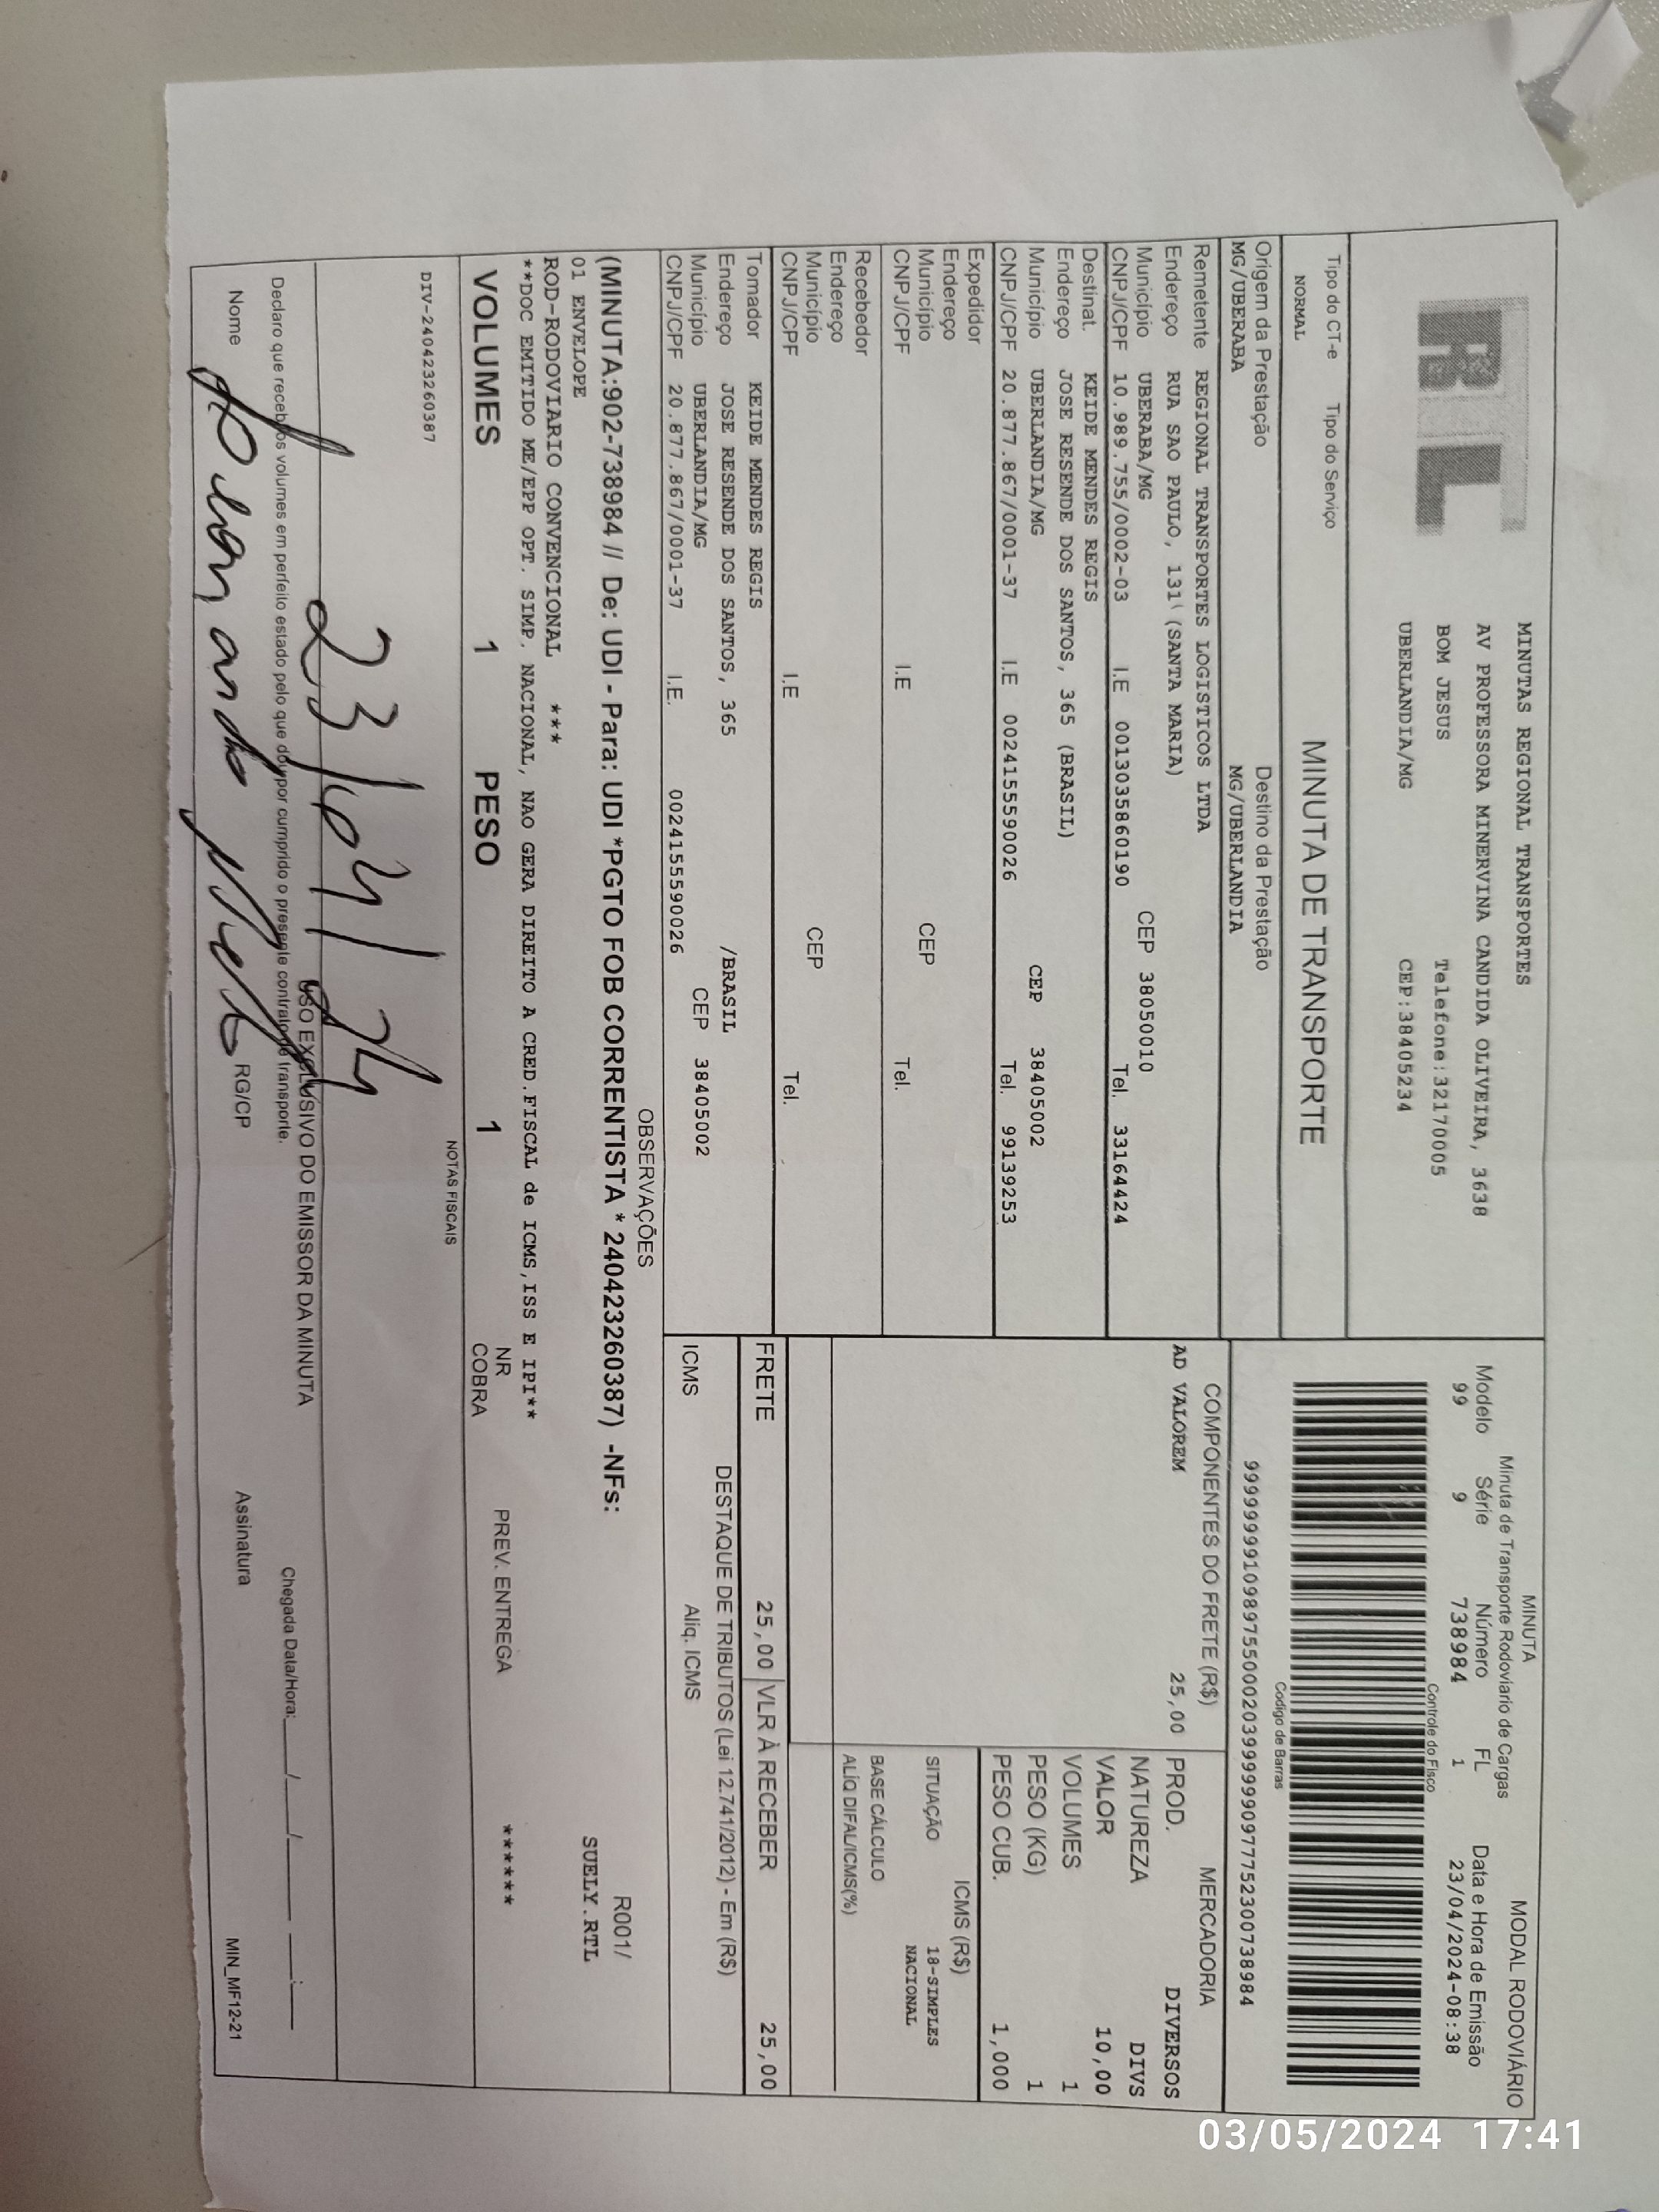 RTL
MINUTAS REGIONAL TRANSPORTES
AV PROFESSORA MINERVINA CANDIDA OLIVEIRA, 3638
BOM JESUS Telefone:32170005
UBERLANDIA/MG CEP:38405234
MINUTA MODAL RODOVIÁRIO
Minuta de Transporte Rodoviario de Cargas
Modelo Série Número FL Data e Hora de Emissão
99 9 738984 1 23/04/2024-08:38
Controle do Fisco
Codigo de Barras
Tipo do CT-e Tipo do Serviço
NORMAL
MINUTA DE TRANSPORTE
Origem da Prestação Destino da Prestação
MG/UBERABA MG/UBERLANDIA
Remetente REGIONAL TRANSPORTES LOGISTICOS LTDA
Endereço RUA SAO PAULO, 131( (SANTA MARIA)
Município UBERABA/MG CEP 38050010
CNPJ/CPF 10.989.755/0002-03 I.E 0013035860190 Tel. 33164424
Destinat. KEIDE MENDES REGIS
Endereço JOSE RESENDE DOS SANTOS, 365 (BRASIL)
Município UBERLANDIA/MG CEP 38405002
CNPJ/CPF 20.877.867/0001-37 I.E 0024155590026 Tel. 99139253
Expedidor
Endereço
Município CEP
CNPJ/CPF I.E Tel.
Recebedor
Endereço
Município CEP
CNPJ/CPF I.E Tel.
Tomador KEIDE MENDES REGIS
Endereço JOSE RESENDE DOS SANTOS, 365 /BRASIL
Município UBERLANDIA/MG CEP 38405002
CNPJ/CPF 20.877.867/0001-37 I.E. 0024155590026
COMPONENTES DO FRETE (R$)
AD VALOREM 25,00
MERCADORIA
PROD. DIVERSOS
NATUREZA DIVS
VALOR 10,00
VOLUMES 1
PESO (KG) 1
PESO CUB. 1,000
ICMS (R$)
SITUAÇÃO 18-SIMPLES
NACIONAL
BASE CÁLCULO
ALÍQ DIFAL/ICMS(%)
FRETE 25,00 VLR À RECEBER 25,00
DESTAQUE DE TRIBUTOS (Lei 12.741/2012) - Em (R$)
ICMS Aliq. ICMS
OBSERVAÇÕES
(MINUTA:902-738984 // De: UDI - Para: UDI *PGTO FOB CORRENTISTA * 240423260387) -NFs: R001/
01 ENVELOPE SUELY.RTL
ROD-RODOVIARIO CONVENCIONAL ***
**DOC EMITIDO ME/EPP OPT. SIMP. NACIONAL, NAO GERA DIREITO A CRED.FISCAL de ICMS,ISS E IPI**
VOLUMES 1 PESO 1 NR COBRA PREV. ENTREGA ******
NOTAS FISCAIS
DIV-240423260387
23/04/24
USO EXCLUSIVO DO EMISSOR DA MINUTA
Declaro que recebi os volumes em perfeito estado pelo que dou por cumprido o presente contrato de transporte. Chegada Data/Hora:____/____/____ ____:____
Nome RG/CP Assinatura MIN_MF12-21
03/05/2024 17:41